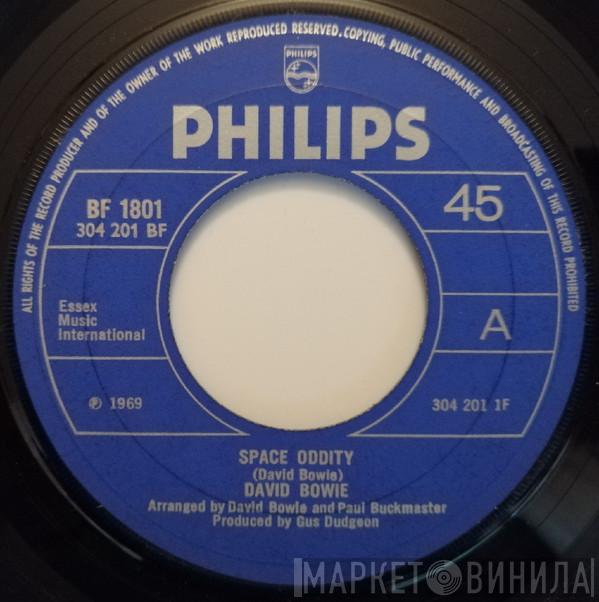 ALL RIGHTS OF THE RECORD PRODUCER AND OF THE OWNER OF THE WORK REPRODUCED RESERVED. COPYING, PUBLIC PERFORMANCE AND BROADCASTING OF THIS RECORD PROHIBITED
PHILIPS
PHILIPS
BF 1801
304 201 BF
45
Essex
Music
International
A
℗ 1969
304 201 1F
SPACE ODDITY
(David Bowie)
DAVID BOWIE
Arranged by David Bowie and Paul Buckmaster
Produced by Gus Dudgeon
МАРКЕТ ВИНИЛА